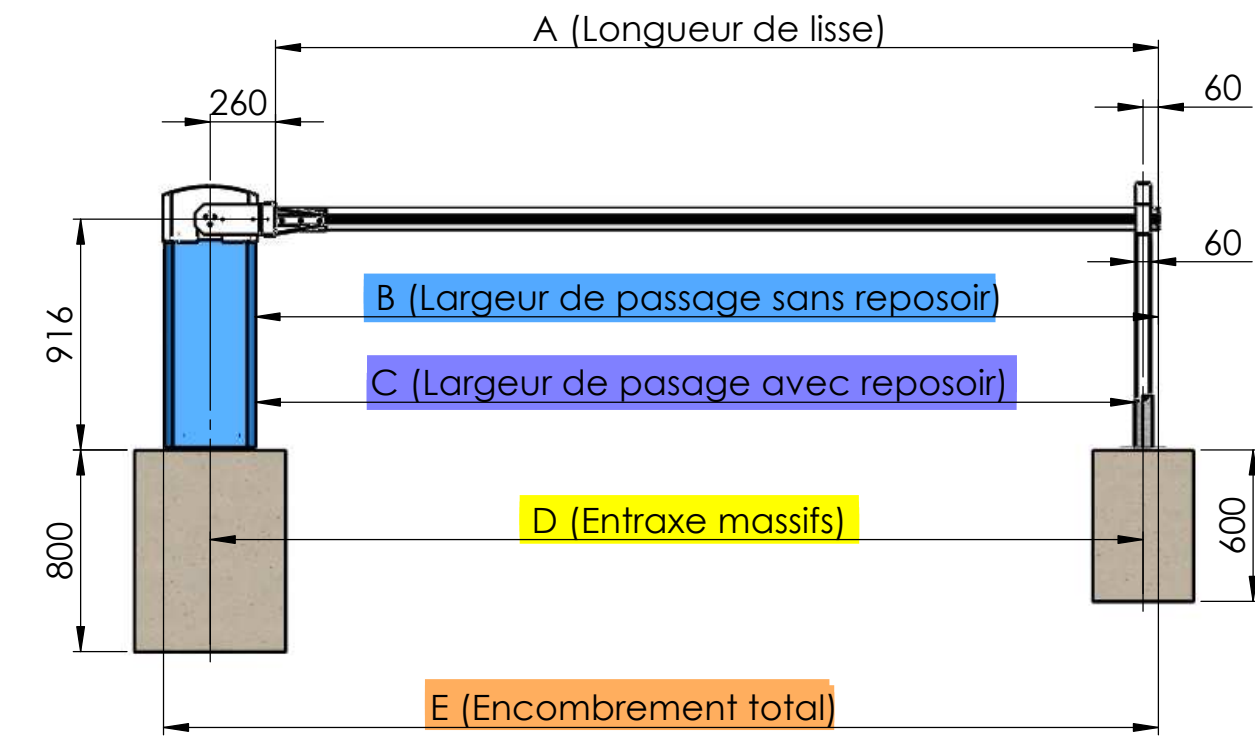 A (Longueur de lisse)
60
260
60
B (Largeur de passage sans reposoir)
916
C (Largeur de pasage avec reposoir)
D (Entraxe massifs)
800
600
E (Encombrement total)